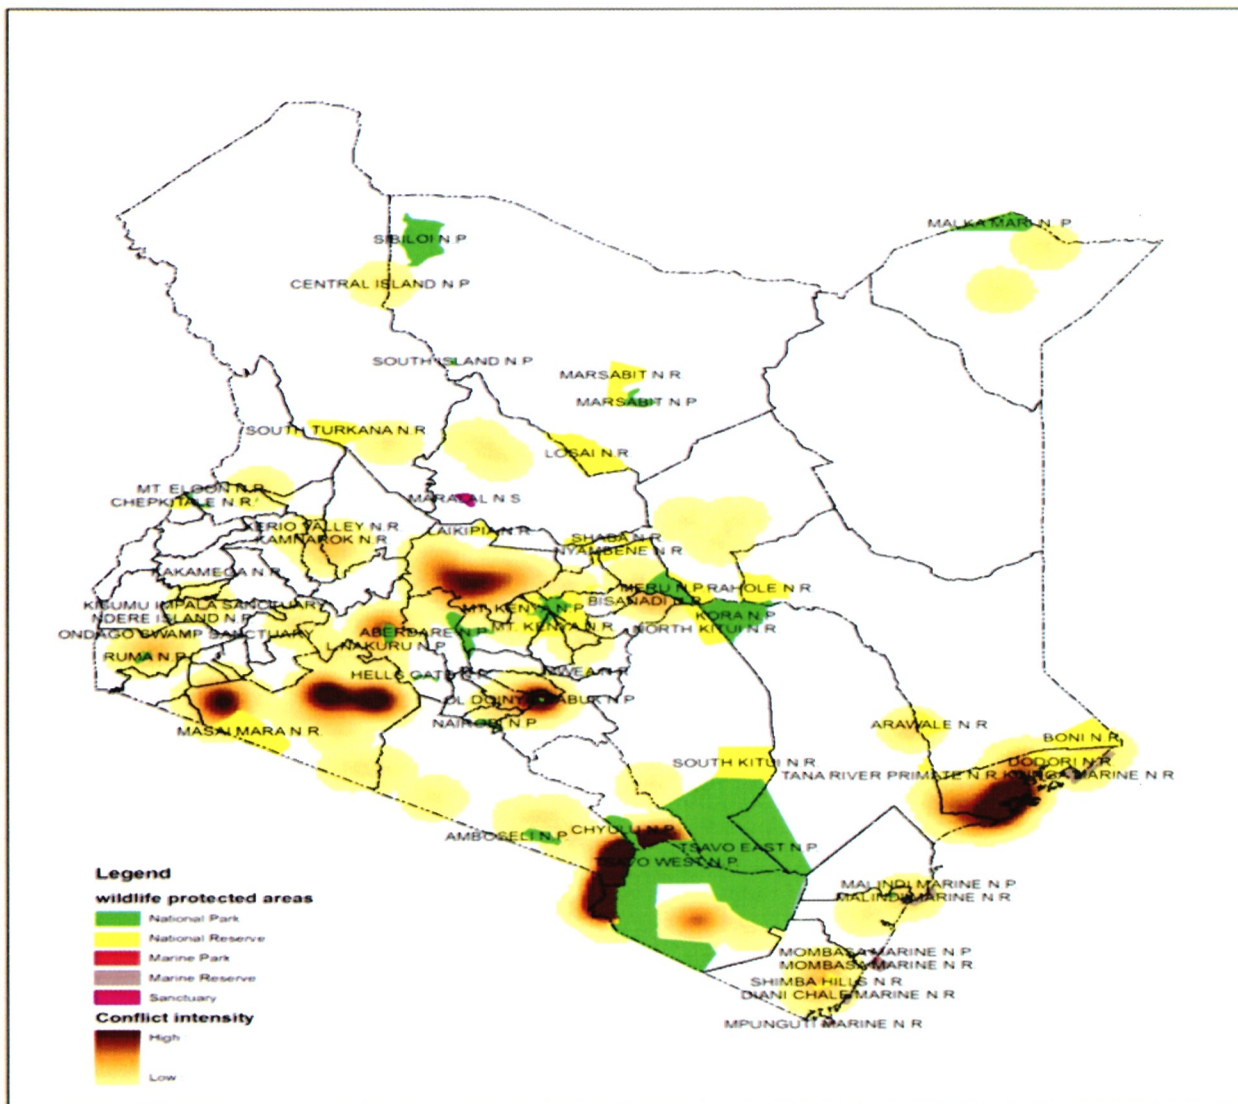 MALKA MARI N. P
SIBILOI N.P
CENTRAL ISLAND N.P
SOUTH ISLAND N P
MARSABIT N R
MARSABIT N P
SOUTH TURKANA N.R
LOSAI N.R
MT. ELGON N.R
MARALAL N S
CHEPKITALE N.R.
KERIO VALLEY N.R.
LAIKIPIA N.R
KAMNAROK N.R
SHABA N.R
NYAMBENE N.R
KAKAMEGA N.R
MERU N.P
RAHOLE N.R
BISANADI N.R
KISUMU IMPALA SANCTUARY
MT. KENYA N.P
NDERE ISLAND N.P
KORA N.P
MT. KENYA N.R
NORTH KITUI N.R
ONDAGO SWAMP SANCTUARY
ABERDARE N.P
L.NAKURU N.P
RUMA N.P
HELLS GATE N.P
MWEA N.R
OL DOINYO SABUK N.P
NAIROBI N.P
MASAI MARA N R
ARAWALE N R
BONI N R
SOUTH KITUI N.R
DODORI N R
TANA RIVER PRIMATE N R
KIUNGA MARINE N R
AMBOSELI N.P
CHYULU N.P
TSAVO EAST N.P
TSAVO WEST N.P.
MALINDI MARINE N P
MALINDI MARINE N R
MOMBASA MARINE N P
MOMBASA MARINE N R
SHIMBA HILLS N R
DIANI CHALE MARINE N R
MPUNGUTI MARINE N R
Legend
wildlife protected areas
National Park
National Reserve
Marine Park
Marine Reserve
Sanctuary
Conflict intensity
High
Low